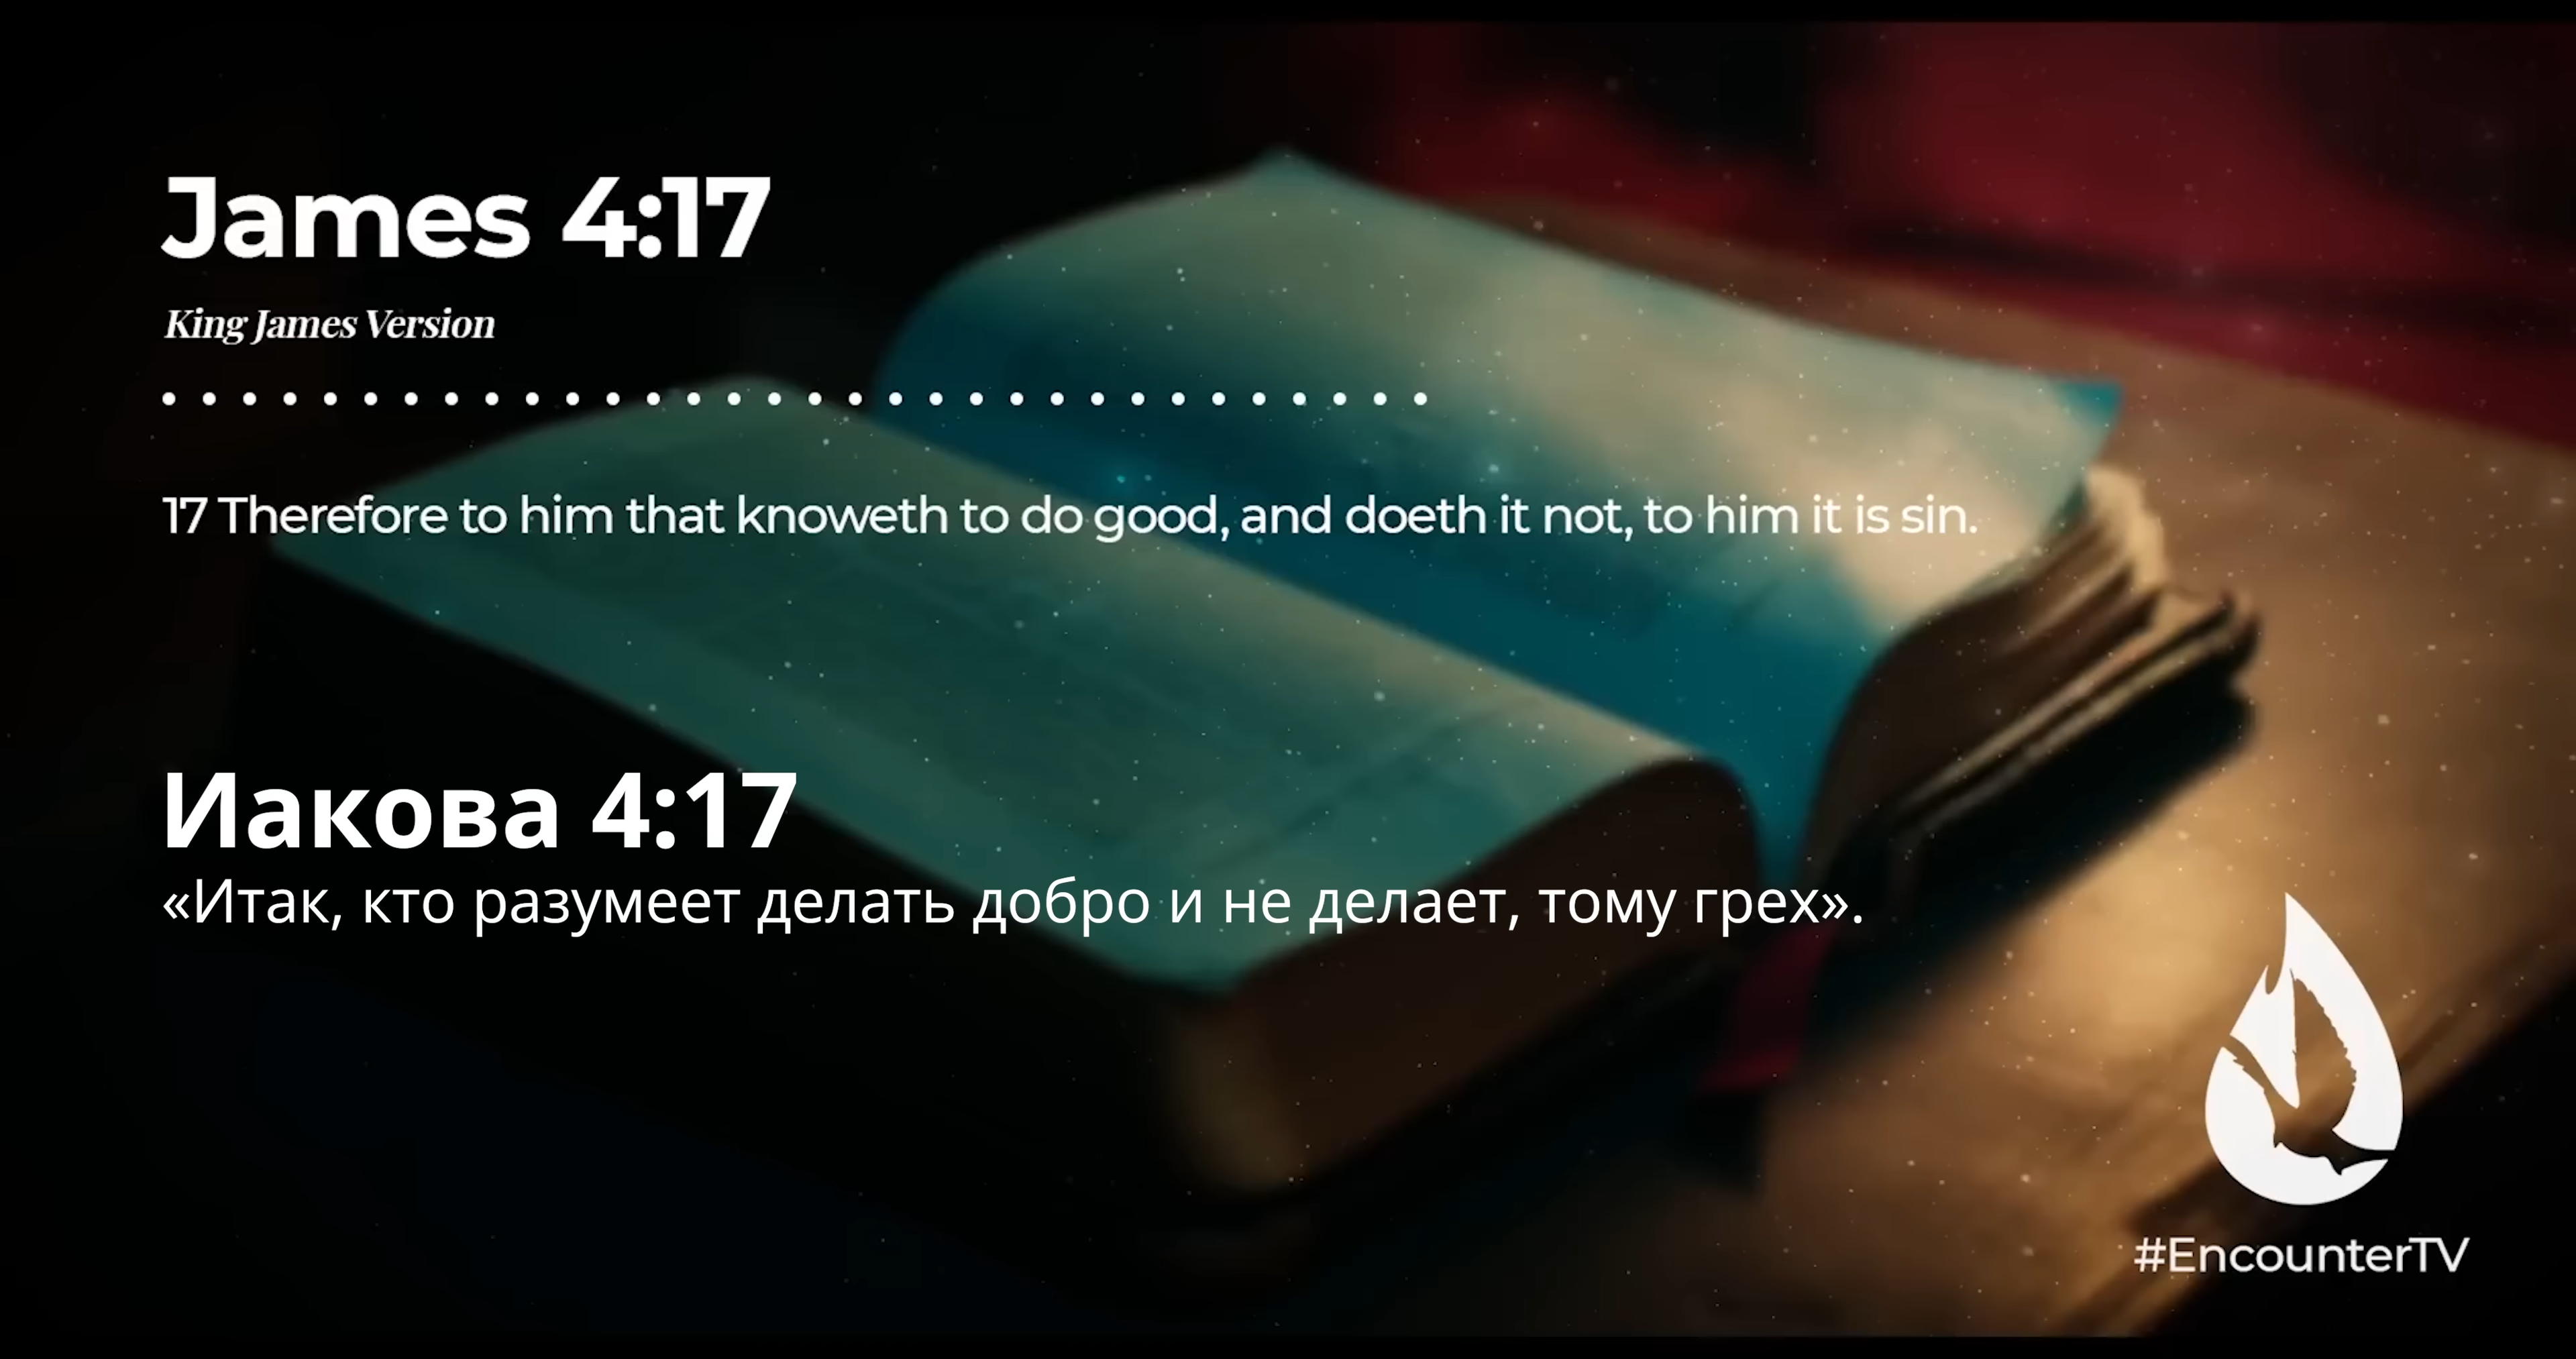 James 4:17
King James Version
17 Therefore to him that knoweth to do good, and doeth it not, to him it is sin.
Иакова 4:17
«Итак, кто разумеет делать добро и не делает, тому грех».
#EncounterTV